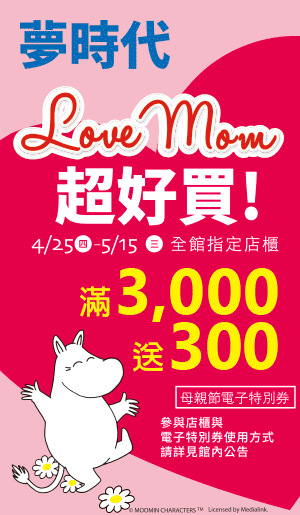 夢時代
Love Mom
超好買!
4/25四-5/15 三 全館指定店櫃
滿3,000
送300
母親節電子特別券
參與店櫃與
電子特別券使用方式
請詳見館內公告
© MOOMIN CHARACTERS™ Licensed by Medialink.